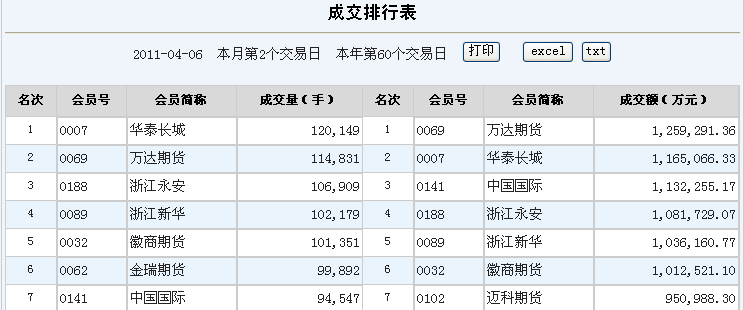 成交排行表
2011-04-06 本月第2个交易日 本年第60个交易日 打印 excel txt
名次 会员号 会员简称 成交量（手） 名次 会员号 会员简称 成交额（万元）
1 0007 华泰长城 120,149 1 0069 万达期货 1,259,291.36
2 0069 万达期货 114,831 2 0007 华泰长城 1,165,066.33
3 0188 浙江永安 106,909 3 0141 中国国际 1,132,255.17
4 0089 浙江新华 102,179 4 0188 浙江永安 1,081,729.07
5 0032 徽商期货 101,351 5 0089 浙江新华 1,036,160.77
6 0062 金瑞期货 99,892 6 0032 徽商期货 1,012,521.10
7 0141 中国国际 94,547 7 0102 迈科期货 950,988.30